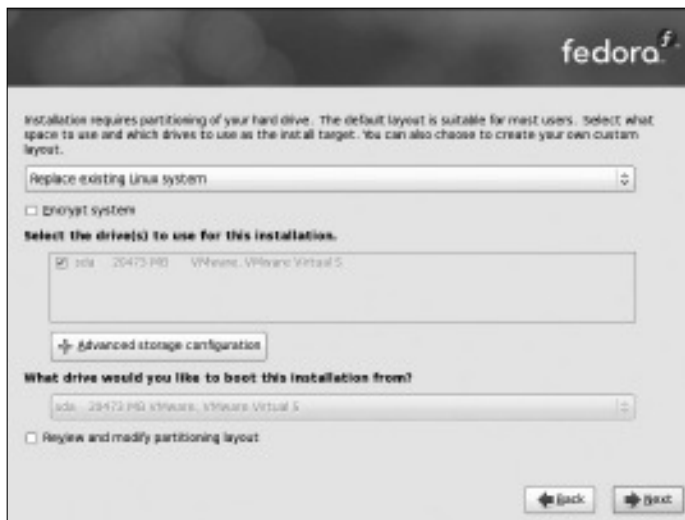 fedora
Installation requires partitioning of your hard drive. The default layout is suitable for most users. Select what
space to use and which drives to use as the install target. You can also choose to create your own custom
layout.
Replace existing Linux system
Encrypt system
Select the drive(s) to use for this installation.
sda 20473 MB VMware, VMware Virtual S
Advanced storage configuration
What drive would you like to boot this installation from?
sda 20473 MB VMware, VMware Virtual S
Review and modify partitioning layout
Back
Next